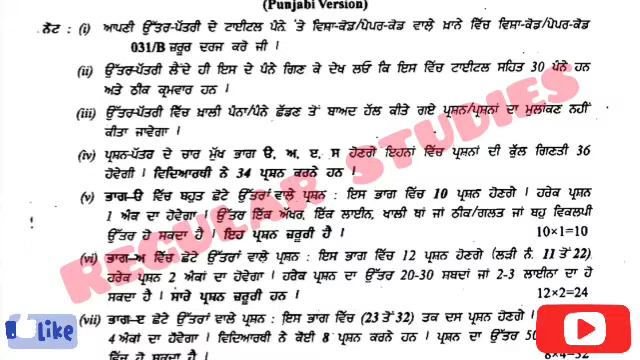 (Punjabi Version)
ਨੋਟ : (i) ਆਪਣੀ ਉੱਤਰ-ਪੱਤਰੀ ਦੇ ਟਾਈਟਲ ਪੰਨੇ 'ਤੇ ਵਿਸ਼ਾ-ਕੋਡ/ਪੇਪਰ-ਕੋਡ ਵਾਲੇ ਖ਼ਾਨੇ ਵਿੱਚ ਵਿਸ਼ਾ-ਕੋਡ/ਪੇਪਰ-ਕੋਡ
031/B ਜ਼ਰੂਰ ਦਰਜ ਕਰੋ ਜੀ ।
(ii) ਉੱਤਰ-ਪੱਤਰੀ ਲੈਂਦੇ ਹੀ ਇਸ ਦੇ ਪੰਨੇ ਗਿਣ ਕੇ ਦੇਖ ਲਓ ਕਿ ਇਸ ਵਿੱਚ ਟਾਈਟਲ ਸਹਿਤ 30 ਪੰਨੇ ਹਨ
ਅਤੇ ਠੀਕ ਕ੍ਰਮਵਾਰ ਹਨ ।
(iii) ਉੱਤਰ-ਪੱਤਰੀ ਵਿੱਚ ਖ਼ਾਲੀ ਪੰਨਾ/ਪੰਨੇ ਛੱਡਣ ਤੋਂ ਬਾਅਦ ਹੱਲ ਕੀਤੇ ਗਏ ਪ੍ਰਸ਼ਨ/ਪ੍ਰਸ਼ਨਾਂ ਦਾ ਮੁਲਾਂਕਣ ਨਹੀਂ
ਕੀਤਾ ਜਾਵੇਗਾ ।
(iv) ਪ੍ਰਸ਼ਨ-ਪੱਤਰ ਦੇ ਚਾਰ ਮੁੱਖ ਭਾਗ ੳ, ਅ, ੲ, ਸ ਹੋਣਗੇ ਇਹਨਾਂ ਵਿੱਚ ਪ੍ਰਸ਼ਨਾਂ ਦੀ ਕੁੱਲ ਗਿਣਤੀ 36
ਹੋਵੇਗੀ । ਵਿਦਿਆਰਥੀ ਨੇ 34 ਪ੍ਰਸ਼ਨ ਕਰਨੇ ਹਨ ।
(v) ਭਾਗ-ੳ ਵਿੱਚ ਬਹੁਤ ਛੋਟੇ ਉੱਤਰਾਂ ਵਾਲੇ ਪ੍ਰਸ਼ਨ : ਇਸ ਭਾਗ ਵਿੱਚ 10 ਪ੍ਰਸ਼ਨ ਹੋਣਗੇ । ਹਰੇਕ ਪ੍ਰਸ਼ਨ
1 ਅੰਕ ਦਾ ਹੋਵੇਗਾ । ਉੱਤਰ ਇੱਕ ਅੱਖਰ, ਇੱਕ ਲਾਈਨ, ਖਾਲੀ ਥਾਂ ਜਾਂ ਠੀਕ/ਗਲਤ ਜਾਂ ਬਹੁ ਵਿਕਲਪੀ
ਉੱਤਰ ਹੋ ਸਕਦਾ ਹੈ । ਇਹ ਪ੍ਰਸ਼ਨ ਜ਼ਰੂਰੀ ਹੈ । 10×1=10
(vi) ਭਾਗ-ਅ ਵਿੱਚ ਛੋਟੇ ਉੱਤਰਾਂ ਵਾਲੇ ਪ੍ਰਸ਼ਨ : ਇਸ ਭਾਗ ਵਿੱਚ 12 ਪ੍ਰਸ਼ਨ ਹੋਣਗੇ (ਲੜੀ ਨੰ. 11 ਤੋਂ 22)
ਹਰੇਕ ਪ੍ਰਸ਼ਨ 2 ਅੰਕਾਂ ਦਾ ਹੋਵੇਗਾ । ਹਰੇਕ ਪ੍ਰਸ਼ਨ ਦਾ ਉੱਤਰ 20-30 ਸ਼ਬਦਾਂ ਜਾਂ 2-3 ਲਾਈਨਾਂ ਦਾ ਹੋ
ਸਕਦਾ ਹੈ । ਸਾਰੇ ਪ੍ਰਸ਼ਨ ਜ਼ਰੂਰੀ ਹਨ । 12×2=24
(vii) ਭਾਗ-ੲ ਛੋਟੇ ਉੱਤਰਾਂ ਵਾਲੇ ਪ੍ਰਸ਼ਨ : ਇਸ ਭਾਗ ਵਿੱਚ (23 ਤੋਂ 32) ਤਕ ਦਸ ਪ੍ਰਸ਼ਨ ਹੋਣਗੇ ।
4 ਅੰਕਾਂ ਦਾ ਹੋਵੇਗਾ । ਵਿਦਿਆਰਥੀ ਨੇ ਕੋਈ 8 ਪ੍ਰਸ਼ਨ ਕਰਨੇ ਹਨ । ਪ੍ਰਸ਼ਨ ਦਾ ਉੱਤਰ
ਵਿੱਚ ਹੋ ਸਕਦਾ ਹੈ । 8×4=32
REGULAR STUDIES
like